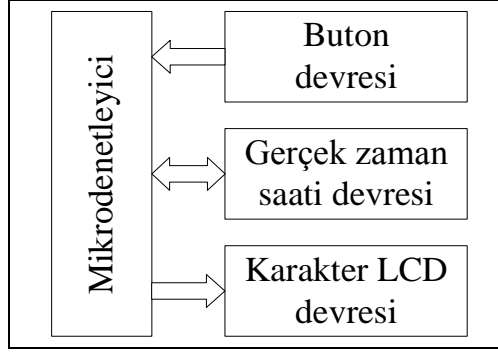 Mikrodenetleyici
Buton
devresi
Gerçek zaman
saati devresi
Karakter LCD
devresi